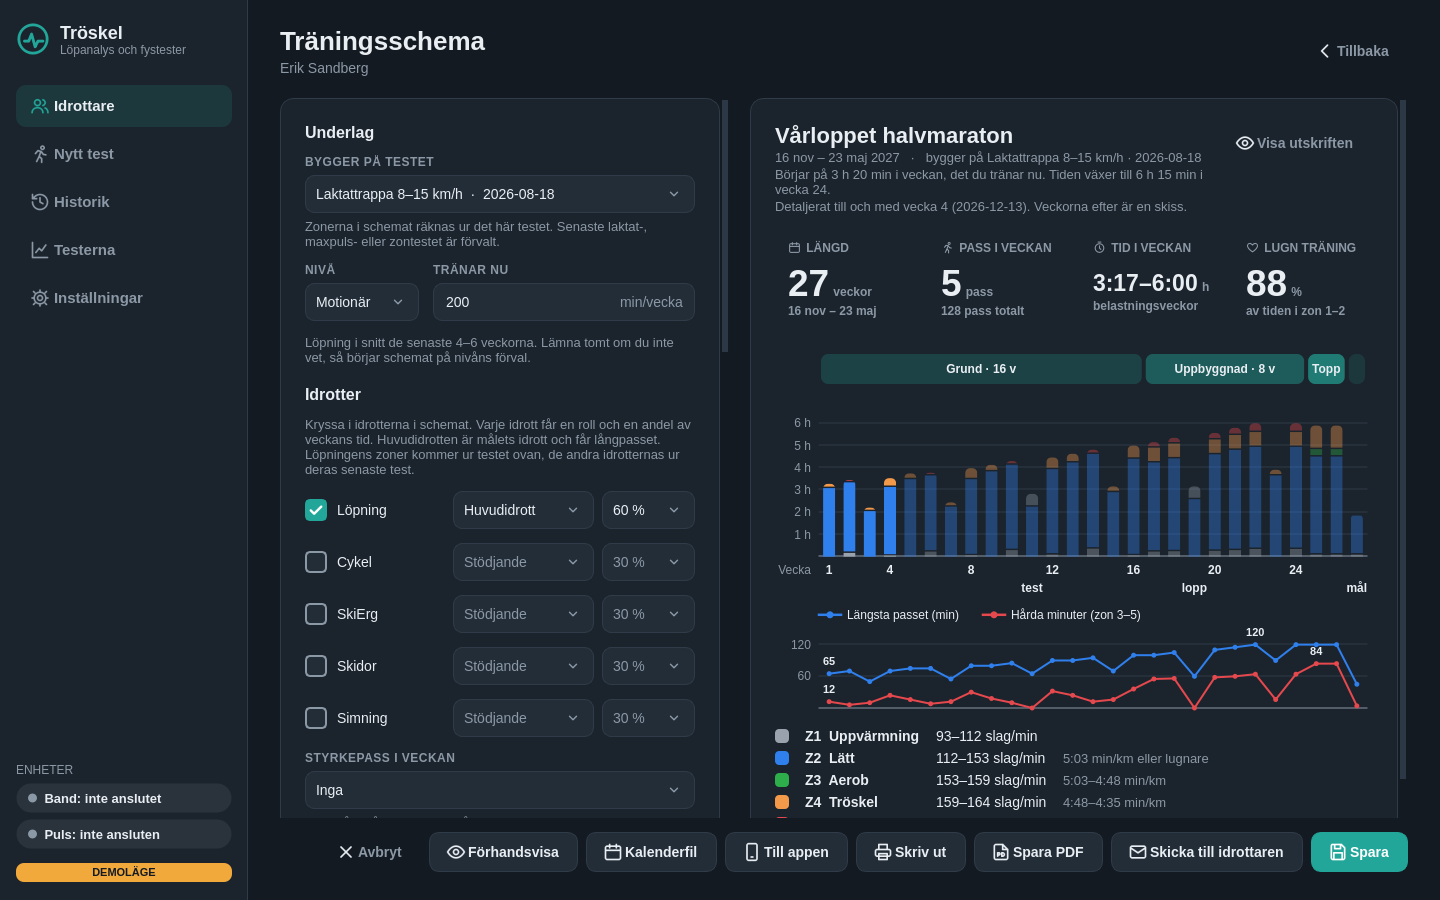 Tröskel
Löpanalys och fystester
Idrottare
Nytt test
Historik
Testerna
Inställningar
ENHETER
Band: inte anslutet
Puls: inte ansluten
DEMOLÄGE
Träningsschema
Erik Sandberg
Tillbaka
Underlag
BYGGER PÅ TESTET
Laktattrappa 8–15 km/h · 2026-08-18
Zonerna i schemat räknas ur det här testet. Senaste laktat-,
maxpuls- eller zontestet är förvalt.
NIVÅ TRÄNAR NU
Motionär 200 min/vecka
Löpning i snitt de senaste 4–6 veckorna. Lämna tomt om du inte
vet, så börjar schemat på nivåns förval.
Idrotter
Kryssa i idrotterna i schemat. Varje idrott får en roll och en andel av
veckans tid. Huvudidrotten är målets idrott och får långpasset.
Löpningens zoner kommer ur testet ovan, de andra idrotternas ur
deras senaste test.
Löpning Huvudidrott 60 %
Cykel Stödjande 30 %
SkiErg Stödjande 30 %
Skidor Stödjande 30 %
Simning Stödjande 30 %
STYRKEPASS I VECKAN
Inga
Vårloppet halvmaraton
Visa utskriften
16 nov – 23 maj 2027 · bygger på Laktattrappa 8–15 km/h · 2026-08-18
Börjar på 3 h 20 min i veckan, det du tränar nu. Tiden växer till 6 h 15 min i
vecka 24.
Detaljerat till och med vecka 4 (2026-12-13). Veckorna efter är en skiss.
LÄNGD PASS I VECKAN TID I VECKAN LUGN TRÄNING
27 veckor 5 pass 3:17–6:00 h 88 %
16 nov – 23 maj 128 pass totalt belastningsveckor av tiden i zon 1–2
Grund · 16 v Uppbyggnad · 8 v Topp
6 h
5 h
4 h
3 h
2 h
1 h
Vecka 1 4 8 12 16 20 24
test lopp mål
Längsta passet (min) Hårda minuter (zon 3–5)
120
120
84
65
60
12
Z1 Uppvärmning 93–112 slag/min
Z2 Lätt 112–153 slag/min 5:03 min/km eller lugnare
Z3 Aerob 153–159 slag/min 5:03–4:48 min/km
Z4 Tröskel 159–164 slag/min 4:48–4:35 min/km
Avbryt Förhandsvisa Kalenderfil Till appen Skriv ut Spara PDF Skicka till idrottaren Spara